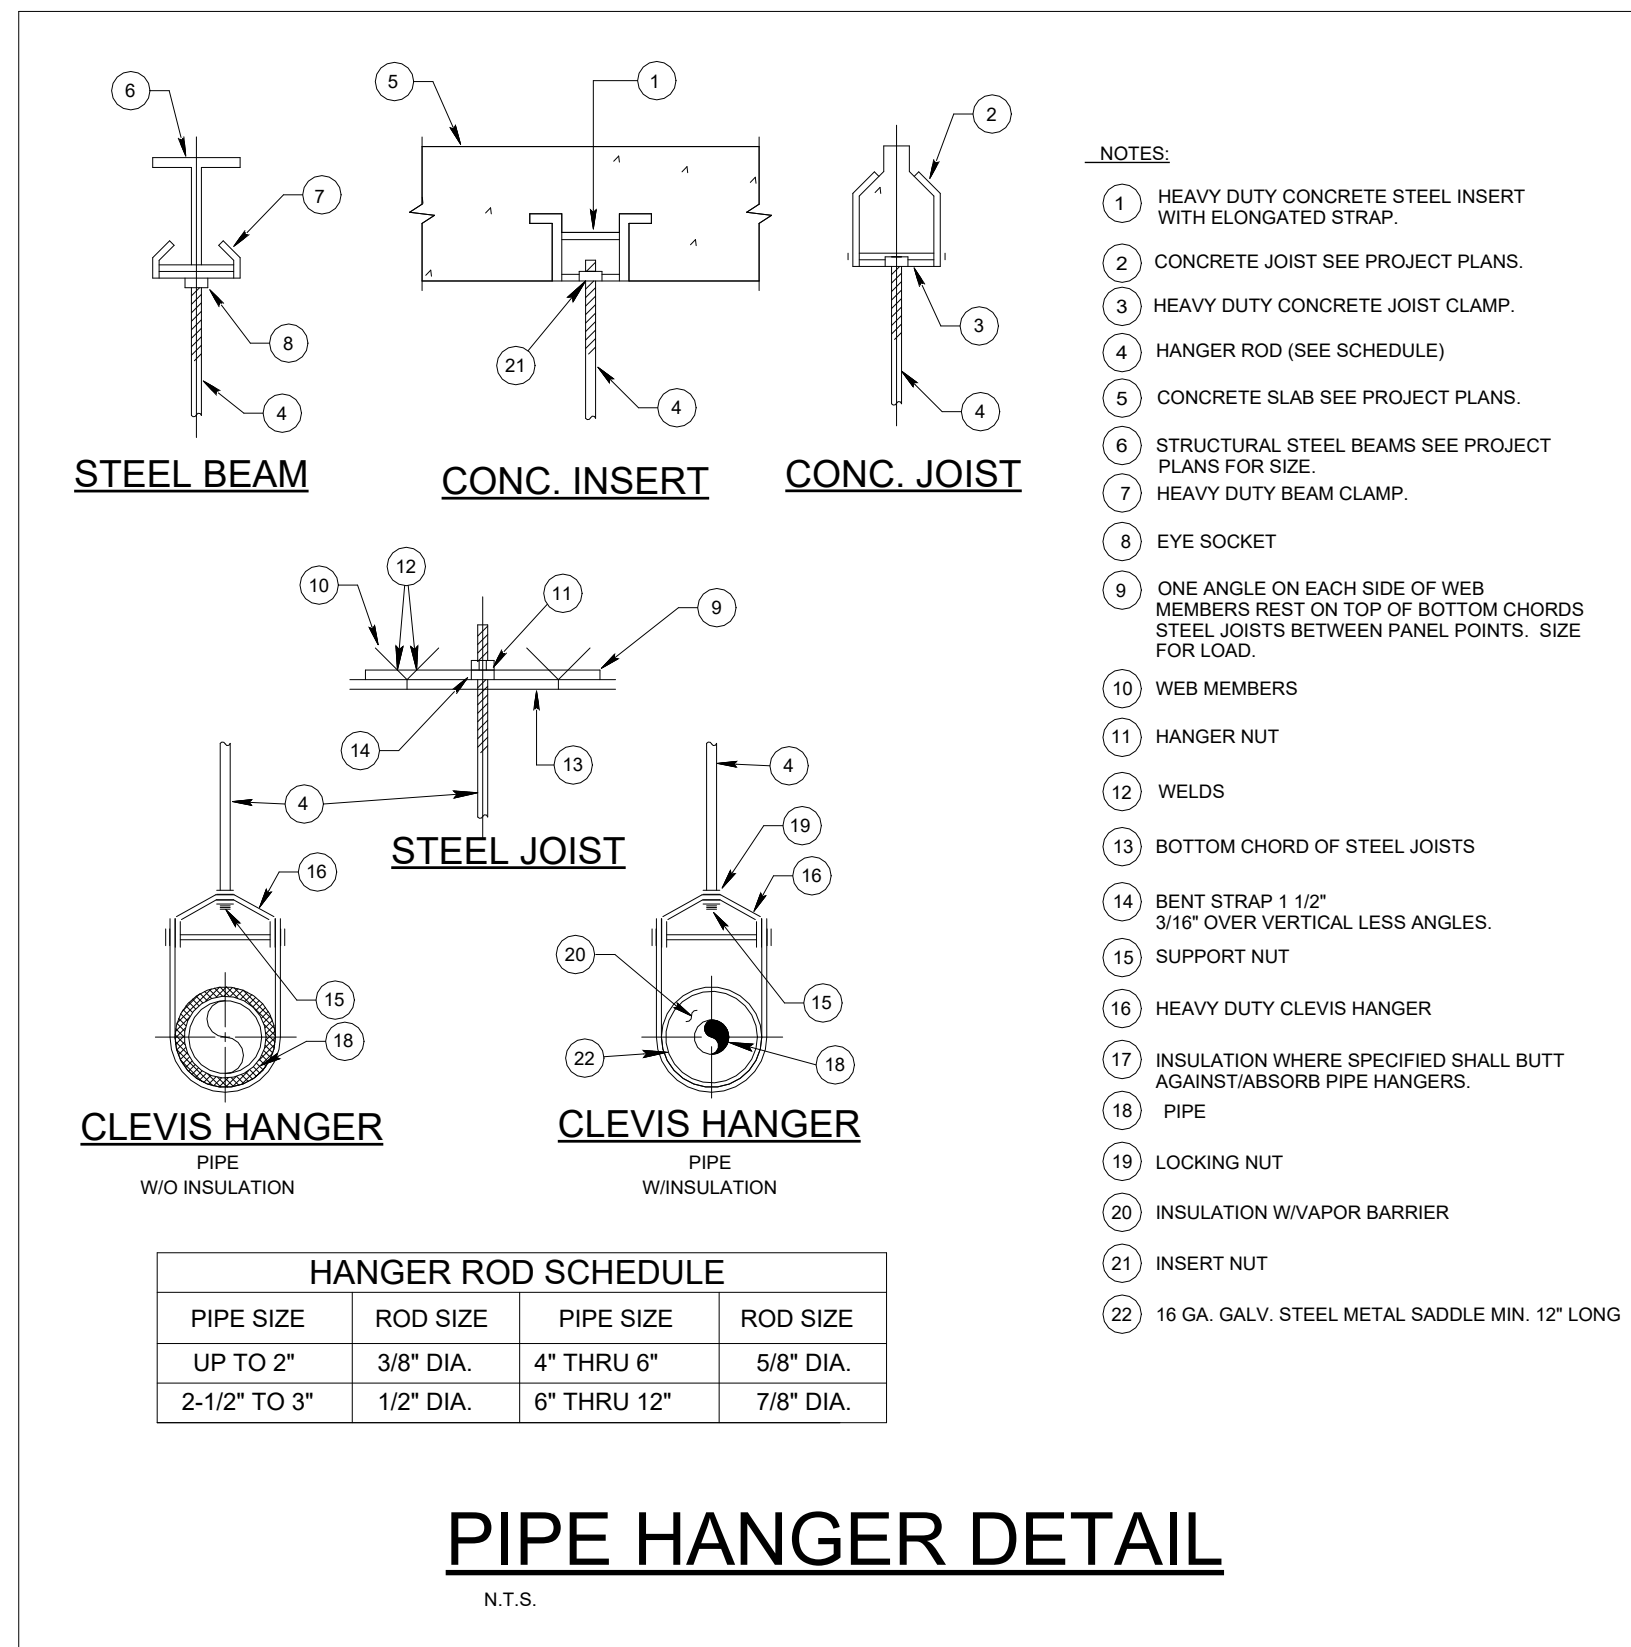 6
5
1
2
7
8
3
21
4
4
4
STEEL BEAM
CONC. INSERT
CONC. JOIST
10
12
11
9
14
13
4
4
STEEL JOIST
19
16
16
20
15
15
18
22
18
CLEVIS HANGER
PIPE
W/O INSULATION
CLEVIS HANGER
PIPE
W/INSULATION
HANGER ROD SCHEDULE
PIPE SIZE ROD SIZE PIPE SIZE ROD SIZE
UP TO 2" 3/8" DIA. 4" THRU 6" 5/8" DIA.
2-1/2" TO 3" 1/2" DIA. 6" THRU 12" 7/8" DIA.
NOTES:
1 HEAVY DUTY CONCRETE STEEL INSERT
WITH ELONGATED STRAP.
2 CONCRETE JOIST SEE PROJECT PLANS.
3 HEAVY DUTY CONCRETE JOIST CLAMP.
4 HANGER ROD (SEE SCHEDULE)
5 CONCRETE SLAB SEE PROJECT PLANS.
6 STRUCTURAL STEEL BEAMS SEE PROJECT
PLANS FOR SIZE.
7 HEAVY DUTY BEAM CLAMP.
8 EYE SOCKET
9 ONE ANGLE ON EACH SIDE OF WEB
MEMBERS REST ON TOP OF BOTTOM CHORDS
STEEL JOISTS BETWEEN PANEL POINTS. SIZE
FOR LOAD.
10 WEB MEMBERS
11 HANGER NUT
12 WELDS
13 BOTTOM CHORD OF STEEL JOISTS
14 BENT STRAP 1 1/2"
3/16" OVER VERTICAL LESS ANGLES.
15 SUPPORT NUT
16 HEAVY DUTY CLEVIS HANGER
17 INSULATION WHERE SPECIFIED SHALL BUTT
AGAINST/ABSORB PIPE HANGERS.
18 PIPE
19 LOCKING NUT
20 INSULATION W/VAPOR BARRIER
21 INSERT NUT
22 16 GA. GALV. STEEL METAL SADDLE MIN. 12" LONG
PIPE HANGER DETAIL
N.T.S.